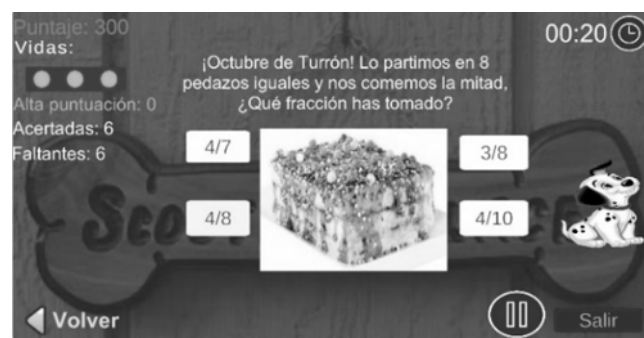 Puntaje: 300
Vidas:
00:20
¡Octubre de Turrón! Lo partimos en 8
pedazos iguales y nos comemos la mitad,
¿Qué fracción has tomado?
Alta puntuación: 0
Acertadas: 6
Faltantes: 6
4/7
3/8
4/8
4/10
Volver
Salir